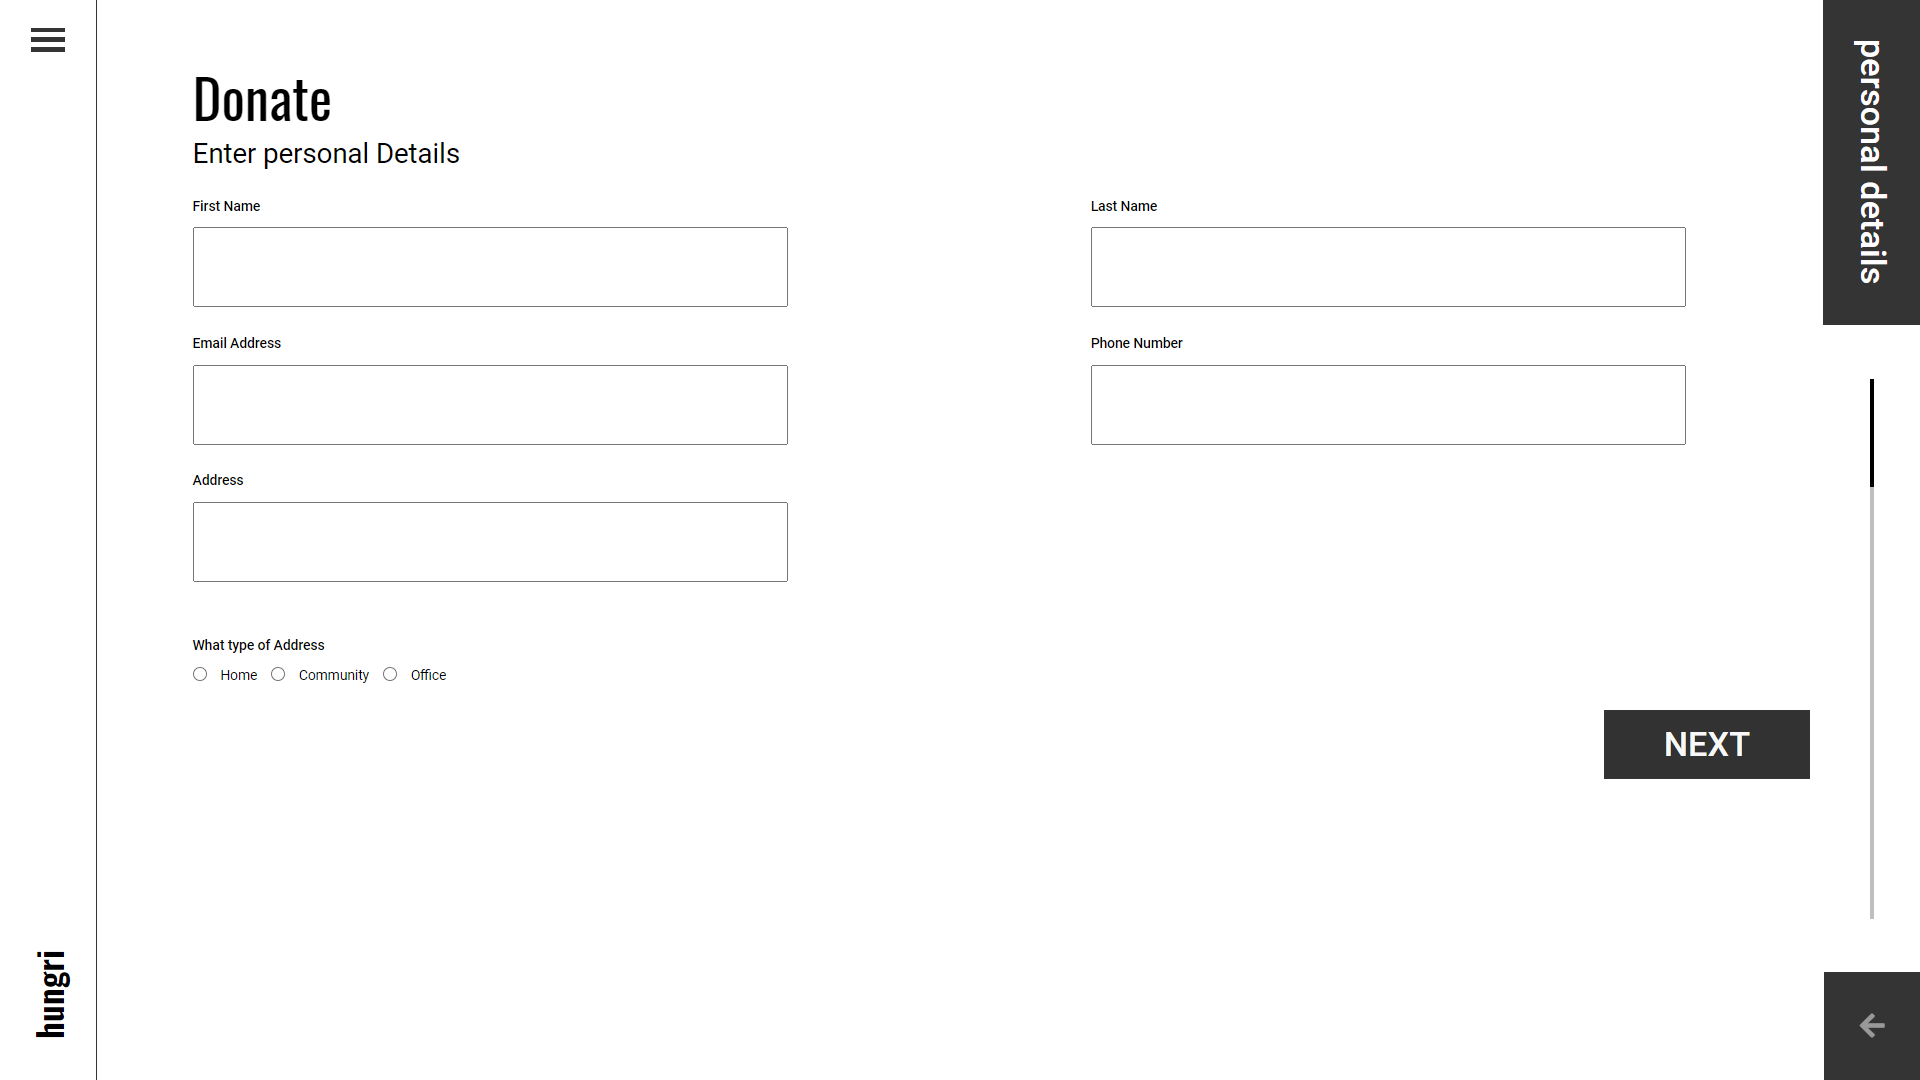 Donate
Enter personal Details
First Name
Last Name
Email Address
Phone Number
Address
What type of Address
Home
Community
Office
NEXT
personal details
hungri